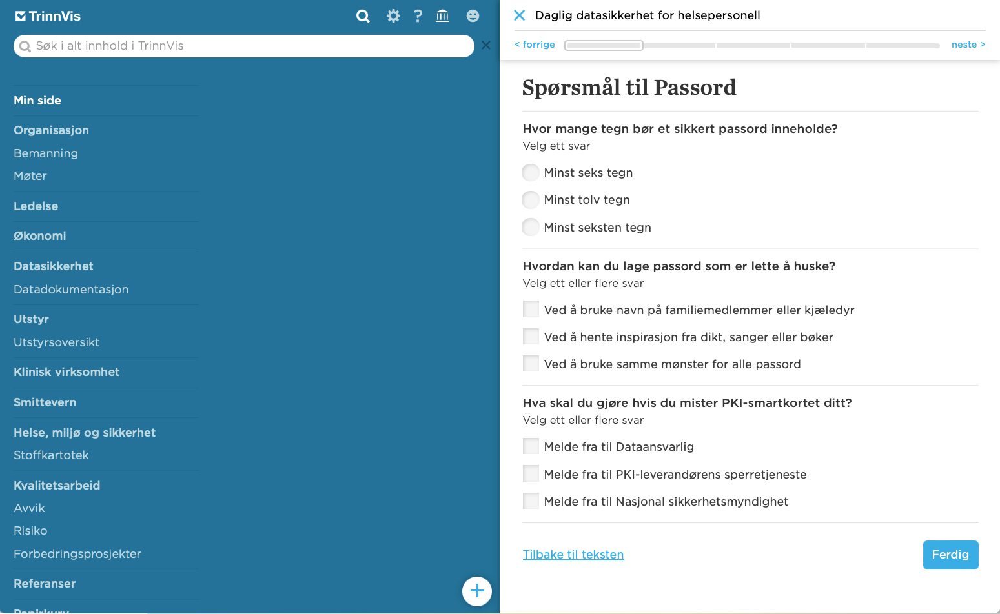 TrinnVis
?
Søk i alt innhold i TrinnVis
Min side
Organisasjon
Bemanning
Møter
Ledelse
Økonomi
Datasikkerhet
Datadokumentasjon
Utstyr
Utstyrsoversikt
Klinisk virksomhet
Smittevern
Helse, miljø og sikkerhet
Stoffkartotek
Kvalitetsarbeid
Avvik
Risiko
Forbedringsprosjekter
Referanser
Papirkurv
Daglig datasikkerhet for helsepersonell
< forrige
neste >
Spørsmål til Passord
Hvor mange tegn bør et sikkert passord inneholde?
Velg ett svar
Minst seks tegn
Minst tolv tegn
Minst seksten tegn
Hvordan kan du lage passord som er lette å huske?
Velg ett eller flere svar
Ved å bruke navn på familiemedlemmer eller kjæledyr
Ved å hente inspirasjon fra dikt, sanger eller bøker
Ved å bruke samme mønster for alle passord
Hva skal du gjøre hvis du mister PKI-smartkortet ditt?
Velg ett eller flere svar
Melde fra til Dataansvarlig
Melde fra til PKI-leverandørens sperretjeneste
Melde fra til Nasjonal sikkerhetsmyndighet
Tilbake til teksten
Ferdig